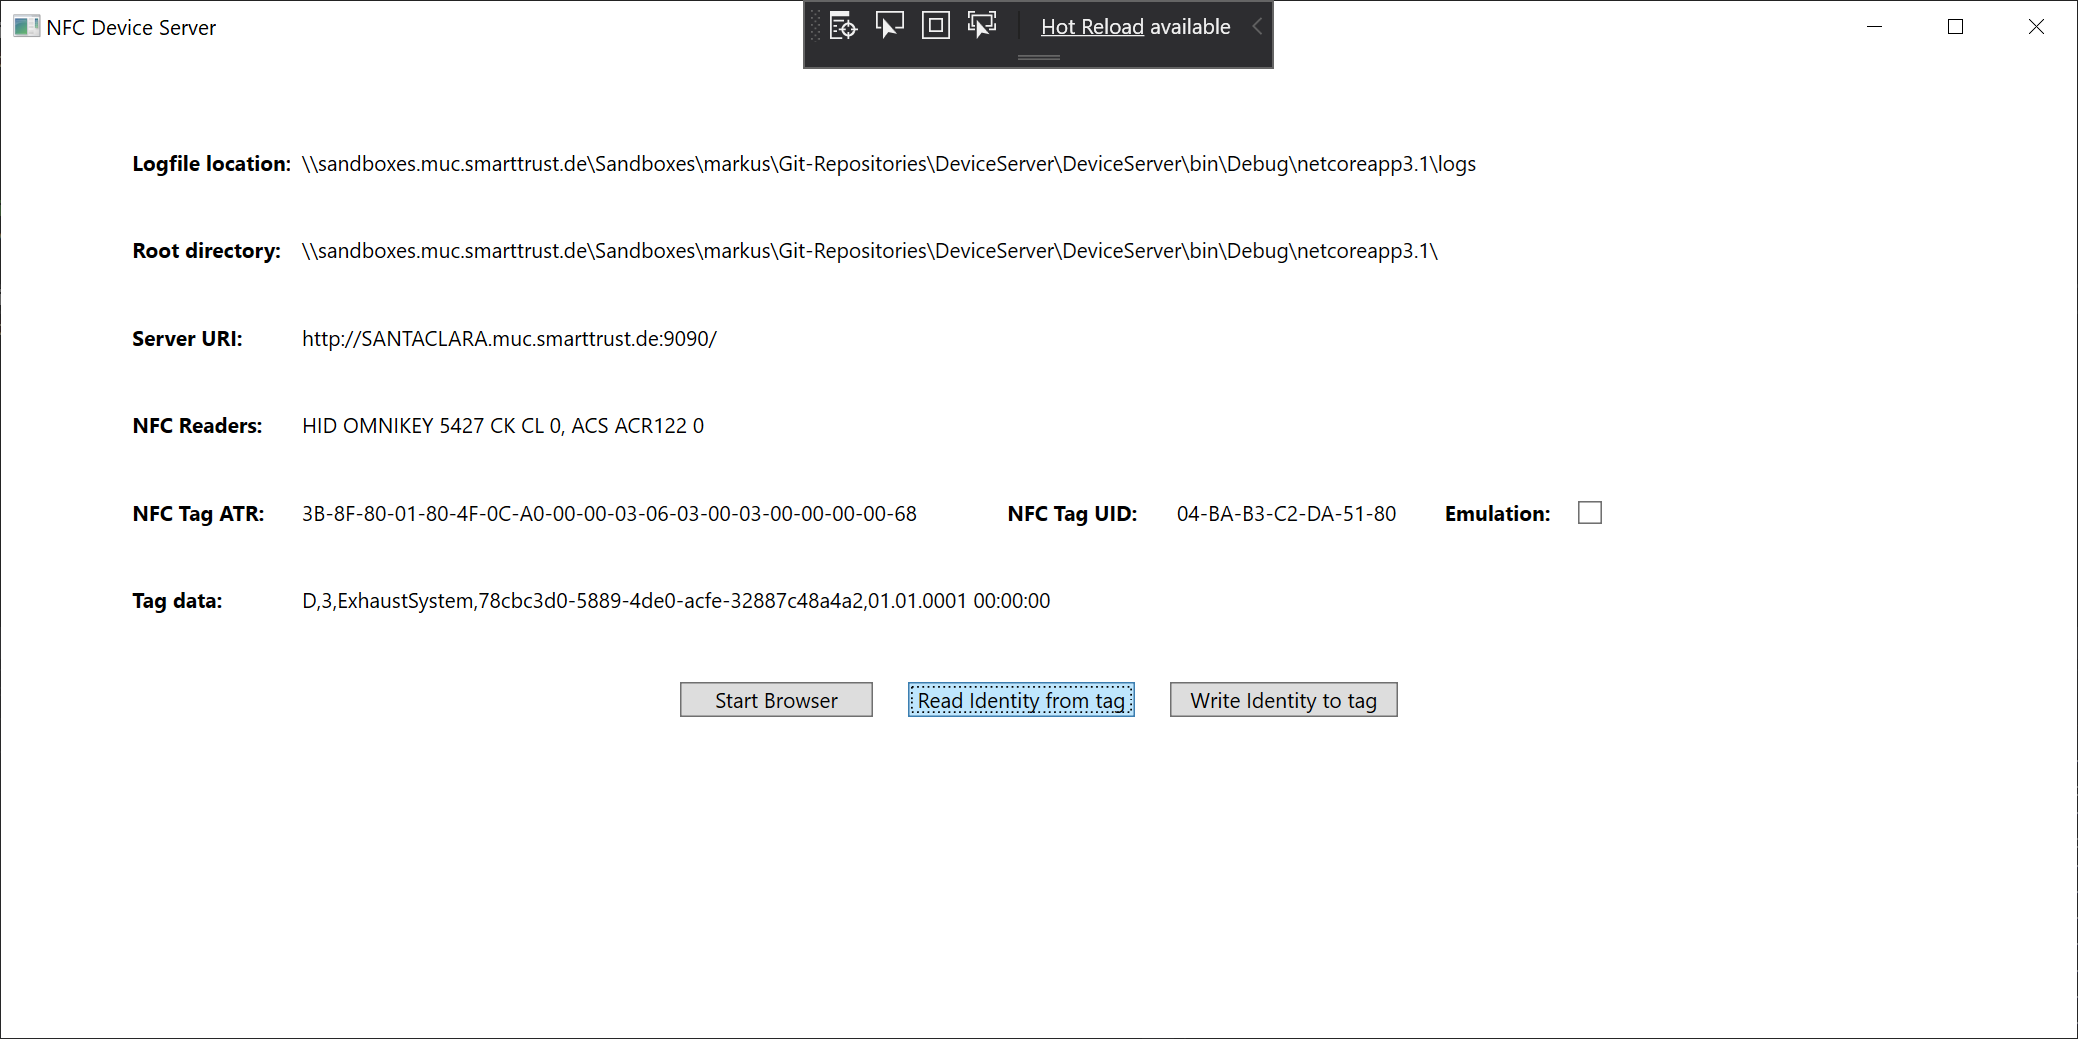 NFC Device Server
Hot Reload available
Logfile location: \\sandboxes.muc.smarttrust.de\Sandboxes\markus\Git-Repositories\DeviceServer\DeviceServer\bin\Debug\netcoreapp3.1\logs
Root directory: \\sandboxes.muc.smarttrust.de\Sandboxes\markus\Git-Repositories\DeviceServer\DeviceServer\bin\Debug\netcoreapp3.1\
Server URI: http://SANTACLARA.muc.smarttrust.de:9090/
NFC Readers: HID OMNIKEY 5427 CK CL 0, ACS ACR122 0
NFC Tag ATR: 3B-8F-80-01-80-4F-0C-A0-00-00-03-06-03-00-03-00-00-00-00-68 NFC Tag UID: 04-BA-B3-C2-DA-51-80 Emulation:
Tag data: D,3,ExhaustSystem,78cbc3d0-5889-4de0-acfe-32887c48a4a2,01.01.0001 00:00:00
Start Browser Read Identity from tag Write Identity to tag